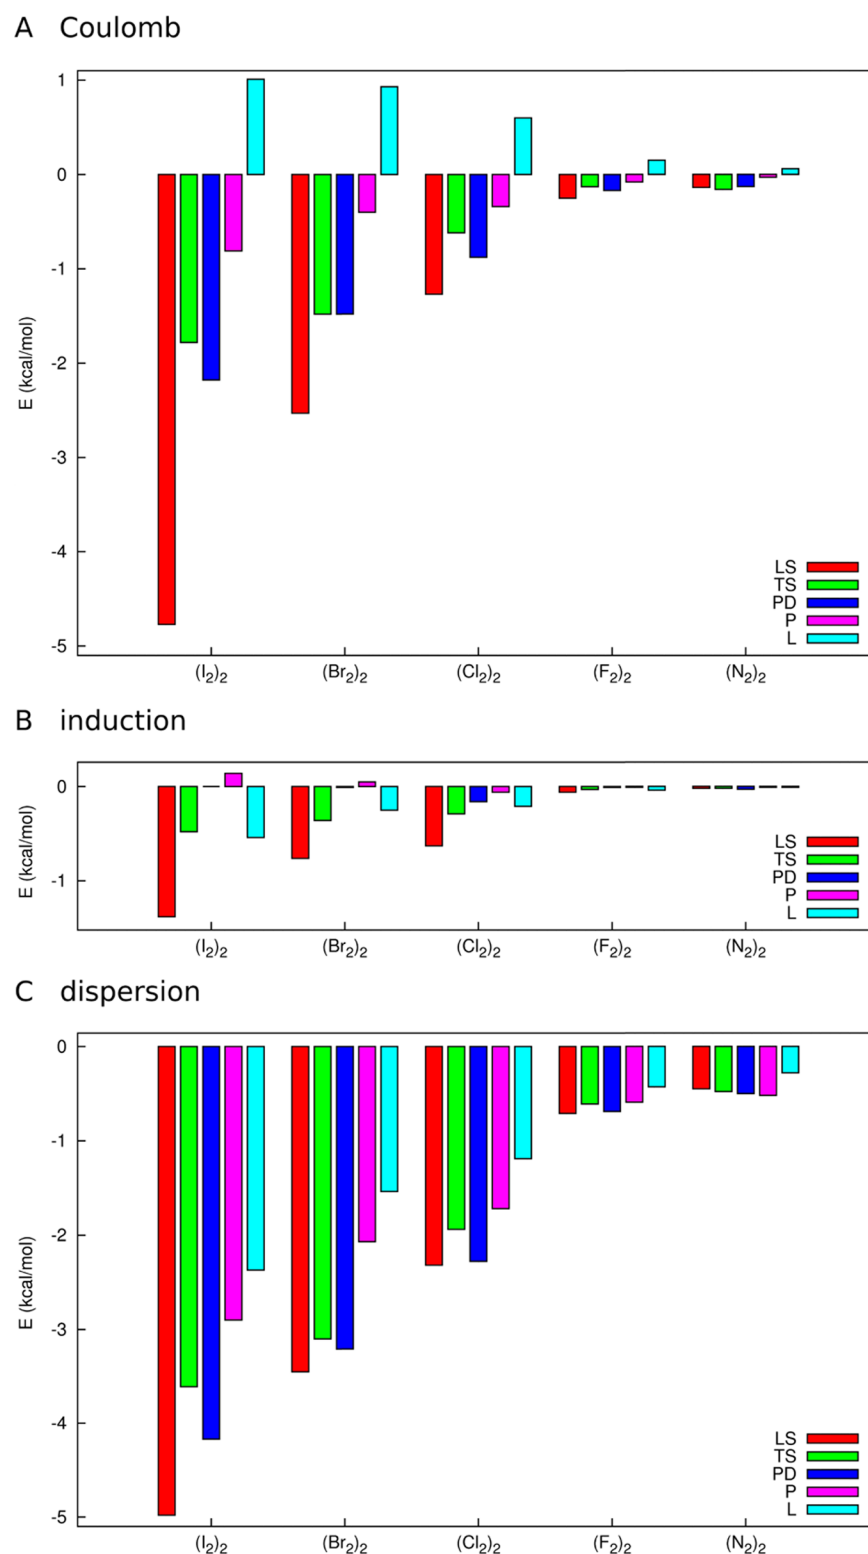 A Coulomb
1
0
-1
-2
-3
-4
-5
E (kcal/mol)
LS
TS
PD
P
L
(I₂)₂ (Br₂)₂ (Cl₂)₂ (F₂)₂ (N₂)₂
B induction
0
-1
E (kcal/mol)
LS
TS
PD
P
L
(I₂)₂ (Br₂)₂ (Cl₂)₂ (F₂)₂ (N₂)₂
C dispersion
0
-1
-2
-3
-4
-5
E (kcal/mol)
LS
TS
PD
P
L
(I₂)₂ (Br₂)₂ (Cl₂)₂ (F₂)₂ (N₂)₂